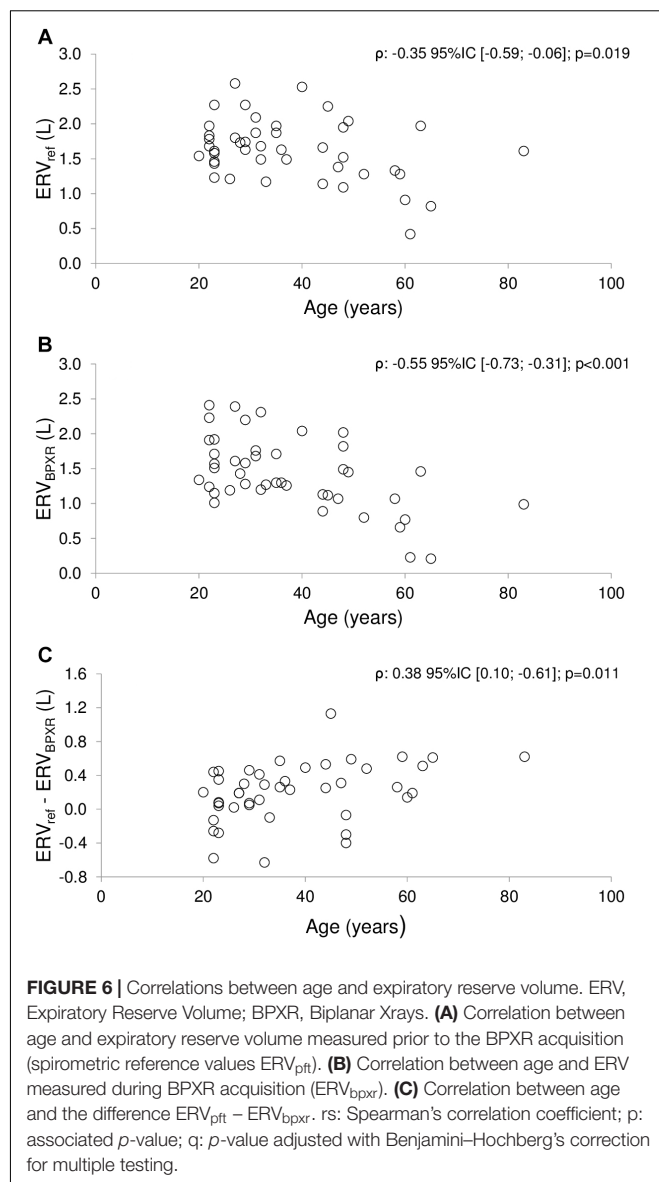 A
ρ: -0.35 95%IC [-0.59; -0.06]; p=0.019
3.0
2.5
2.0
1.5
1.0
0.5
0.0
ERVref (L)
0 20 40 60 80 100
Age (years)
B
ρ: -0.55 95%IC [-0.73; -0.31]; p<0.001
3.0
2.5
2.0
1.5
1.0
0.5
0.0
ERVBPXR (L)
0 20 40 60 80 100
Age (years)
C
ρ: 0.38 95%IC [0.10; -0.61]; p=0.011
1.6
1.2
0.8
0.4
0.0
-0.4
-0.8
ERVref - ERVBPXR (L)
0 20 40 60 80 100
Age (years)
FIGURE 6 | Correlations between age and expiratory reserve volume. ERV,
Expiratory Reserve Volume; BPXR, Biplanar Xrays. (A) Correlation between
age and expiratory reserve volume measured prior to the BPXR acquisition
(spirometric reference values ERVpft). (B) Correlation between age and ERV
measured during BPXR acquisition (ERVbpxr). (C) Correlation between age
and the difference ERVpft – ERVbpxr. rs: Spearman's correlation coefficient; p:
associated p-value; q: p-value adjusted with Benjamini–Hochberg's correction
for multiple testing.